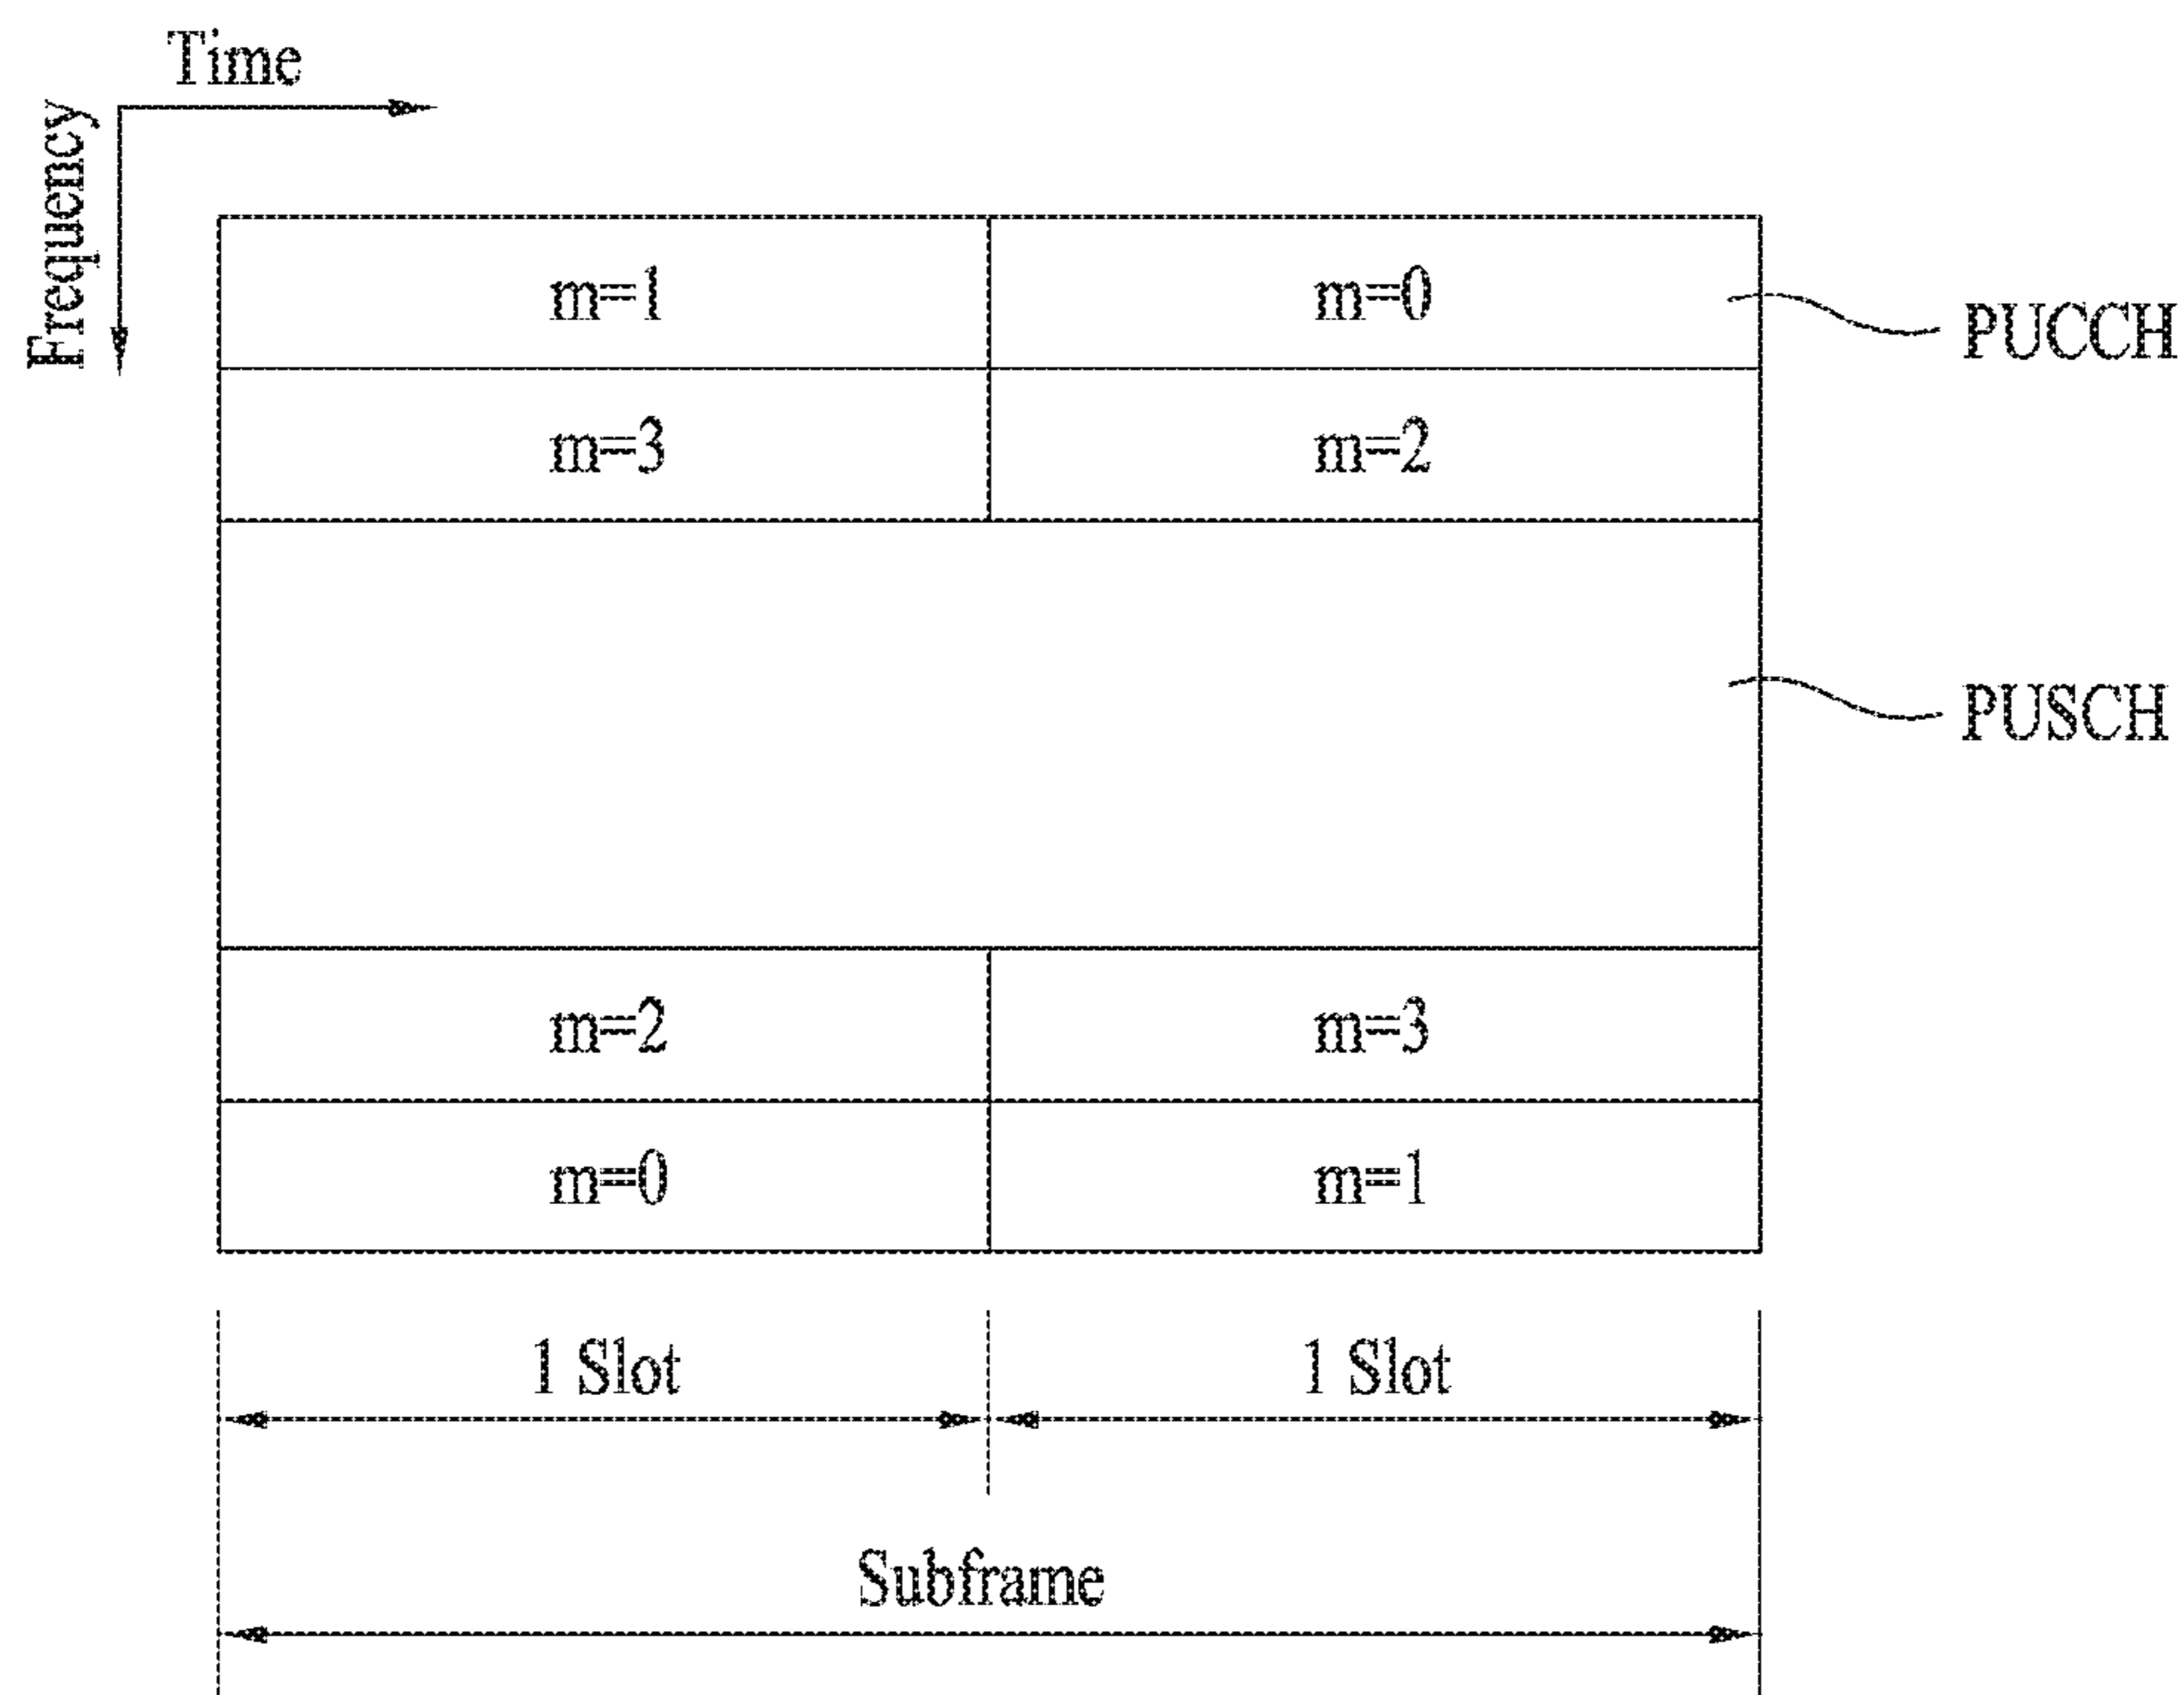 Time
Frequency
m=1
m=0
PUCCH
m=3
m=2
PUSCH
m=2
m=3
m=0
m=1
1 Slot
1 Slot
Subframe